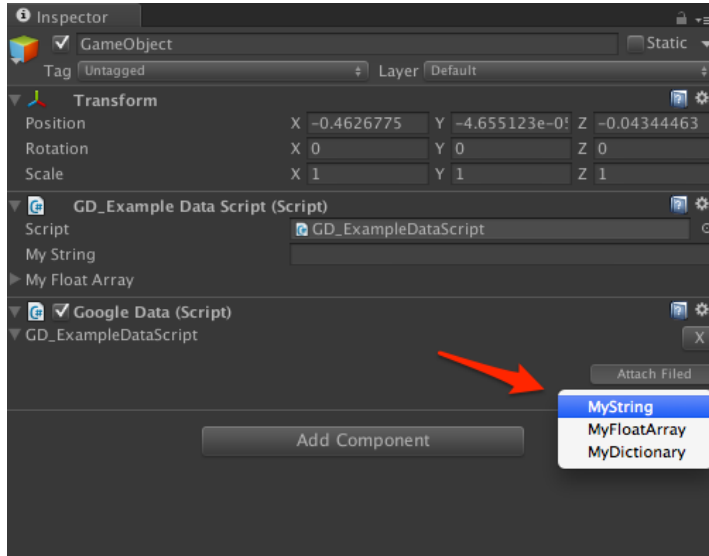 Inspector
GameObject Static
Tag Untagged Layer Default
Transform
Position X -0.4626775 Y -4.655123e-05 Z -0.04344463
Rotation X 0 Y 0 Z 0
Scale X 1 Y 1 Z 1
GD_Example Data Script (Script)
Script GD_ExampleDataScript
My String
My Float Array
Google Data (Script)
GD_ExampleDataScript X
Attach Filed
MyString
MyFloatArray
MyDictionary
Add Component